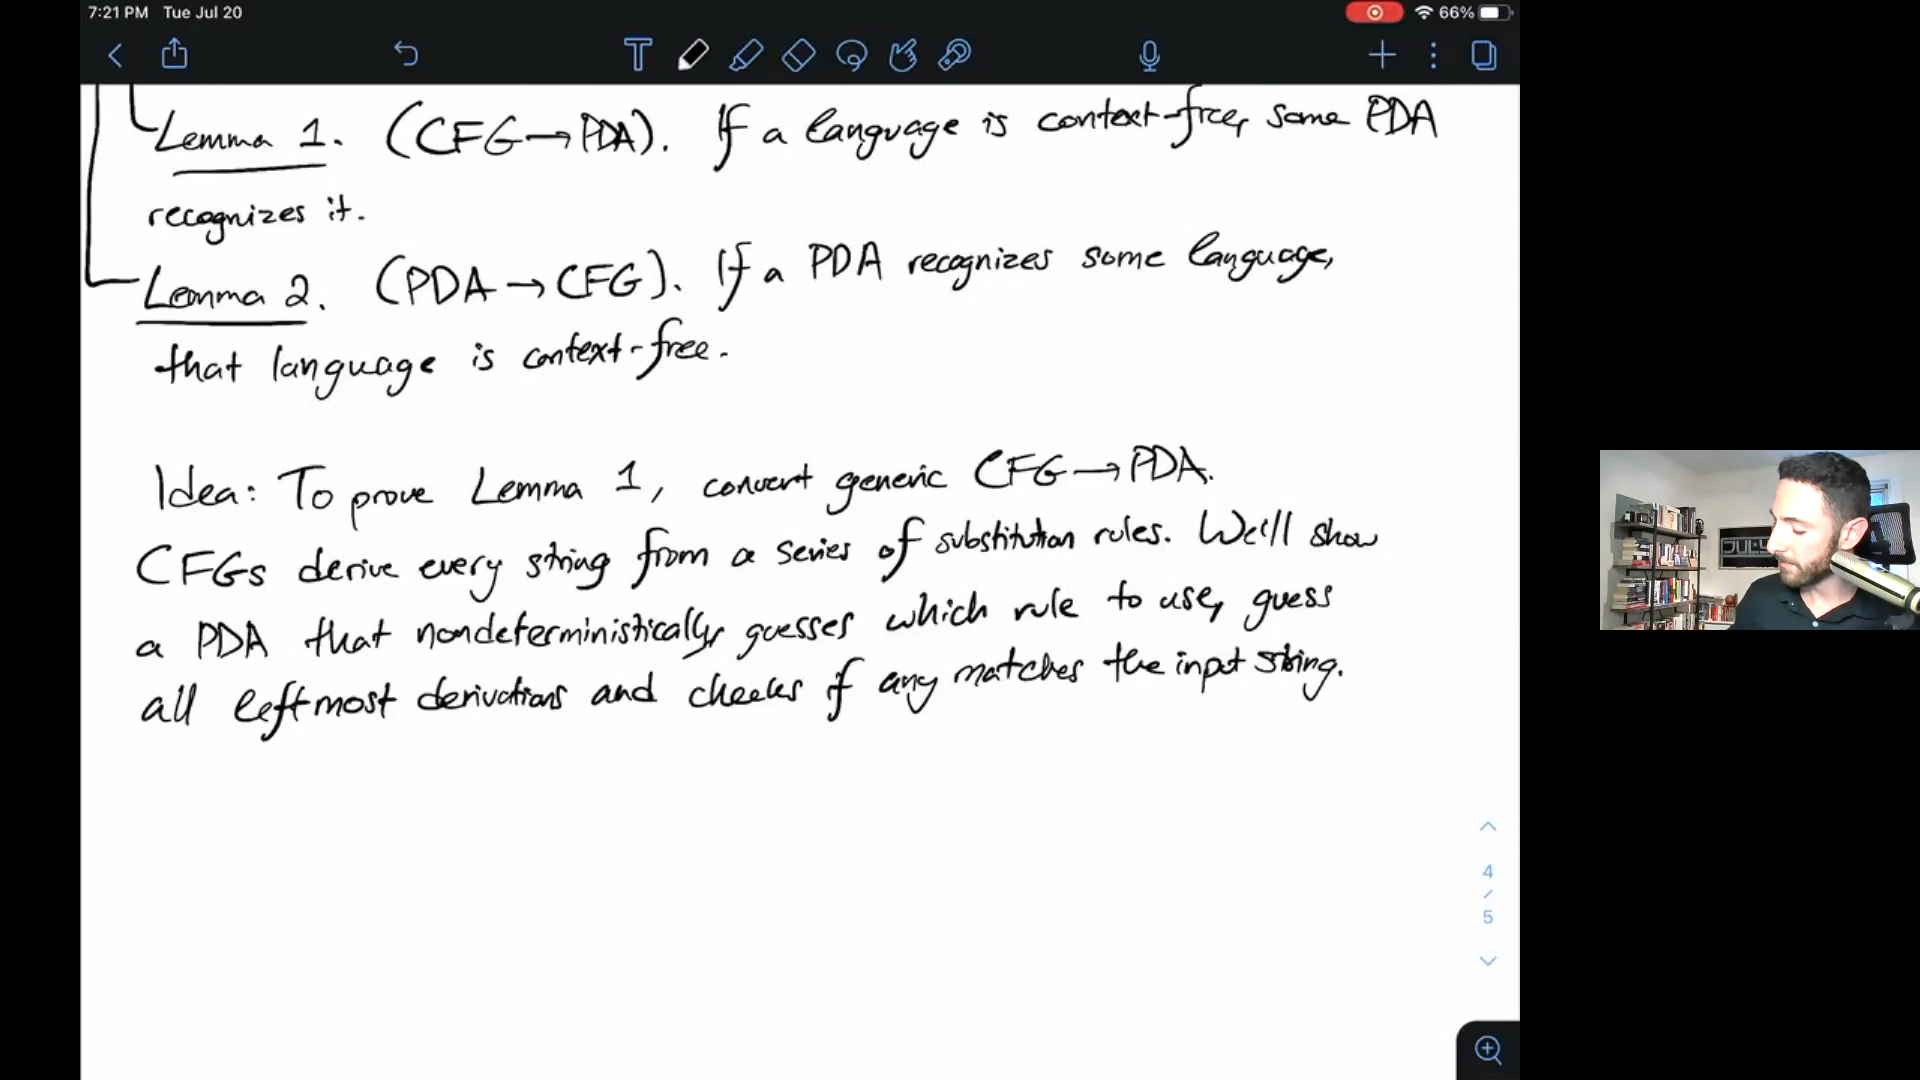 7:21 PM Tue Jul 20
66%
Lemma 1. (CFG→PDA). If a language is context-free, some PDA
recognizes it.
Lemma 2. (PDA→CFG). If a PDA recognizes some language,
that language is context-free.
Idea: To prove Lemma 1, convert generic CFG→PDA.
CFGs derive every string from a series of substitution rules. We'll show
a PDA that nondeterministically guesses which rule to use, guess
all leftmost derivations and checks if any matches the input string.
4
/
5